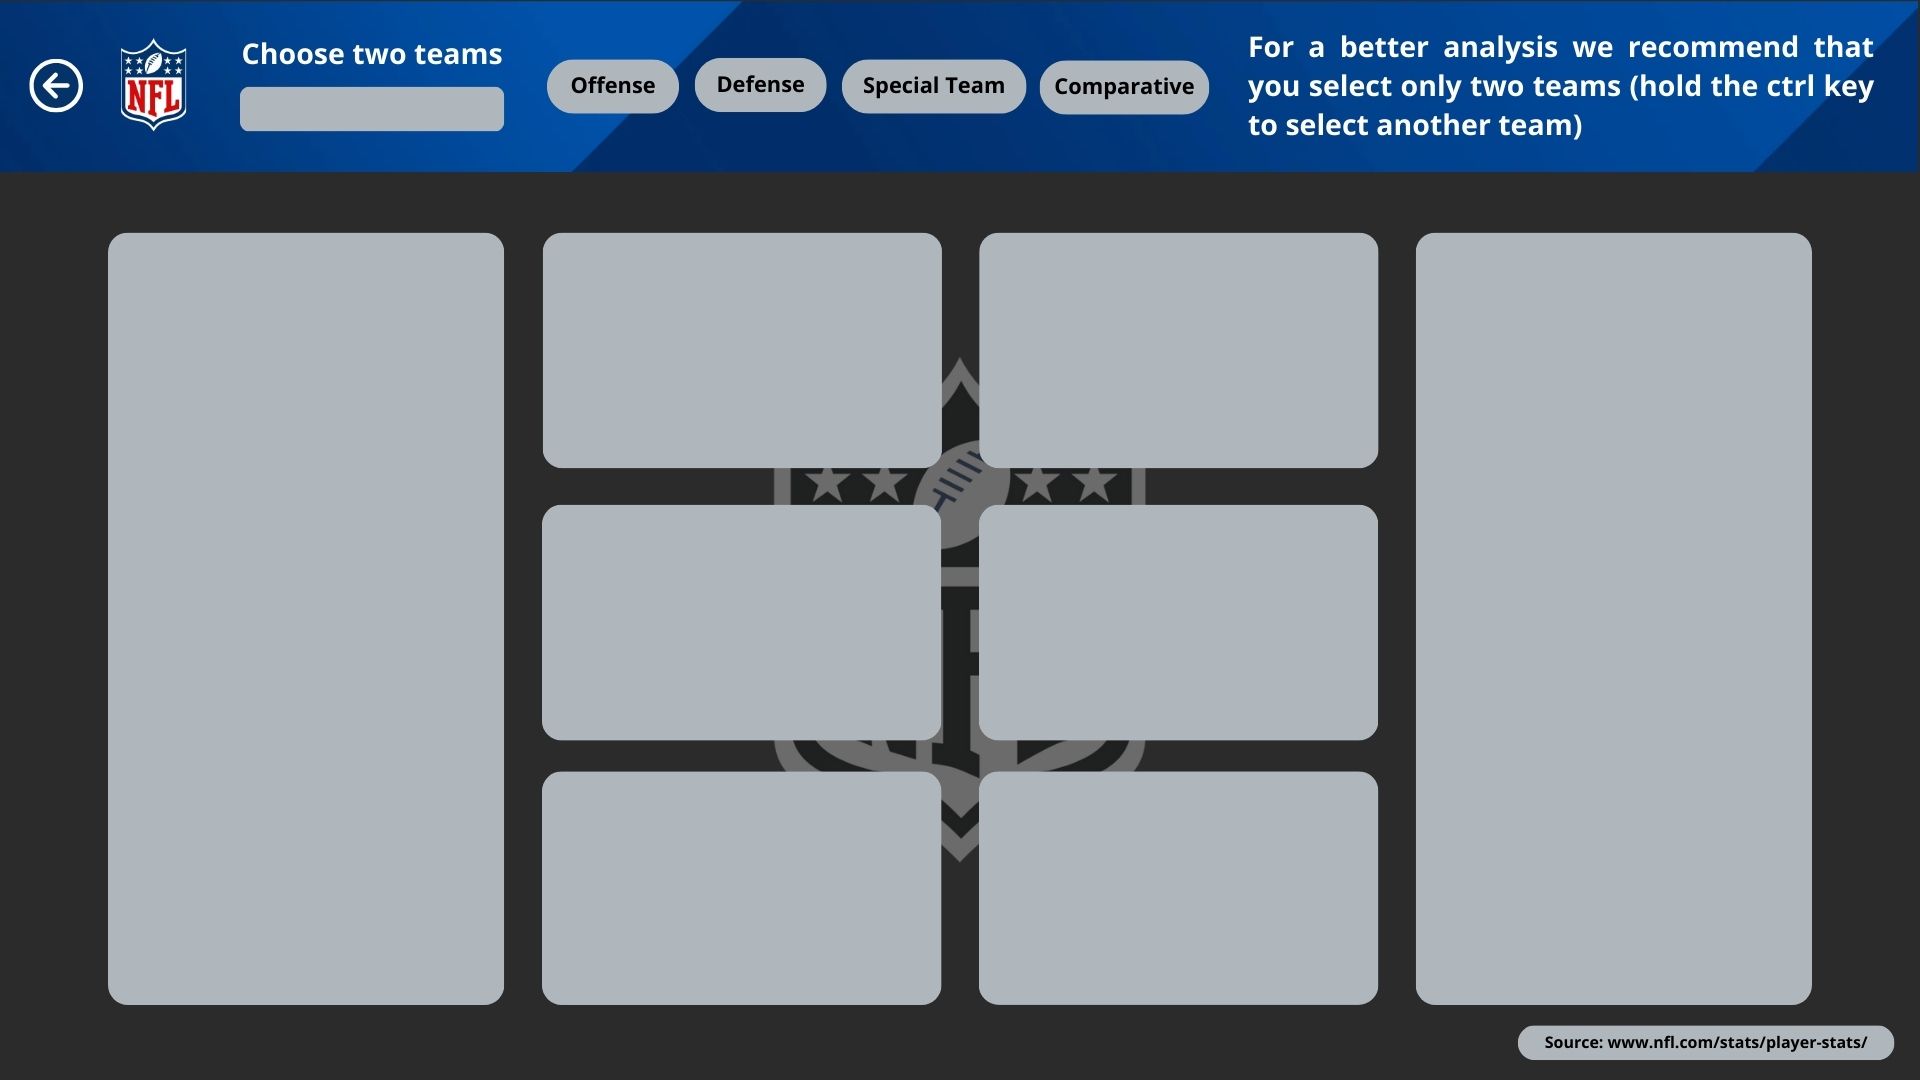 Choose two teams
NFL
Offense
Defense
Special Team
Comparative
For a better analysis we recommend that
you select only two teams (hold the ctrl key
to select another team)
Source: www.nfl.com/stats/player-stats/